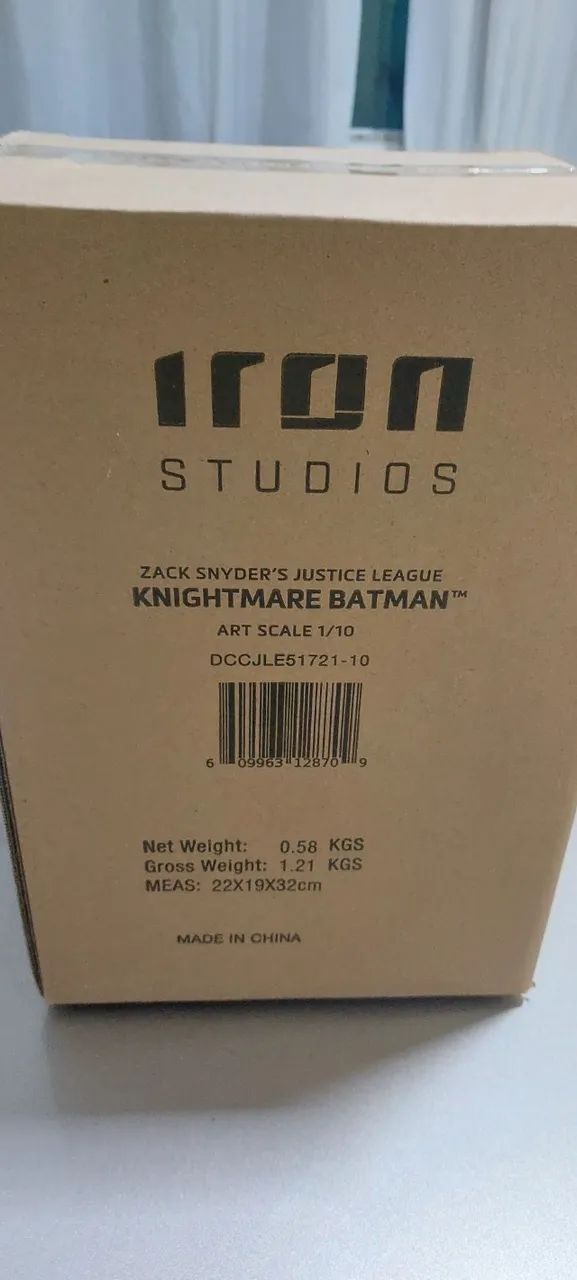 IRON
STUDIOS
ZACK SNYDER'S JUSTICE LEAGUE
KNIGHTMARE BATMAN™
ART SCALE 1/10
DCCJLE51721-10
6 09963 12870 9
Net Weight: 0.58 KGS
Gross Weight: 1.21 KGS
MEAS: 22X19X32cm
MADE IN CHINA